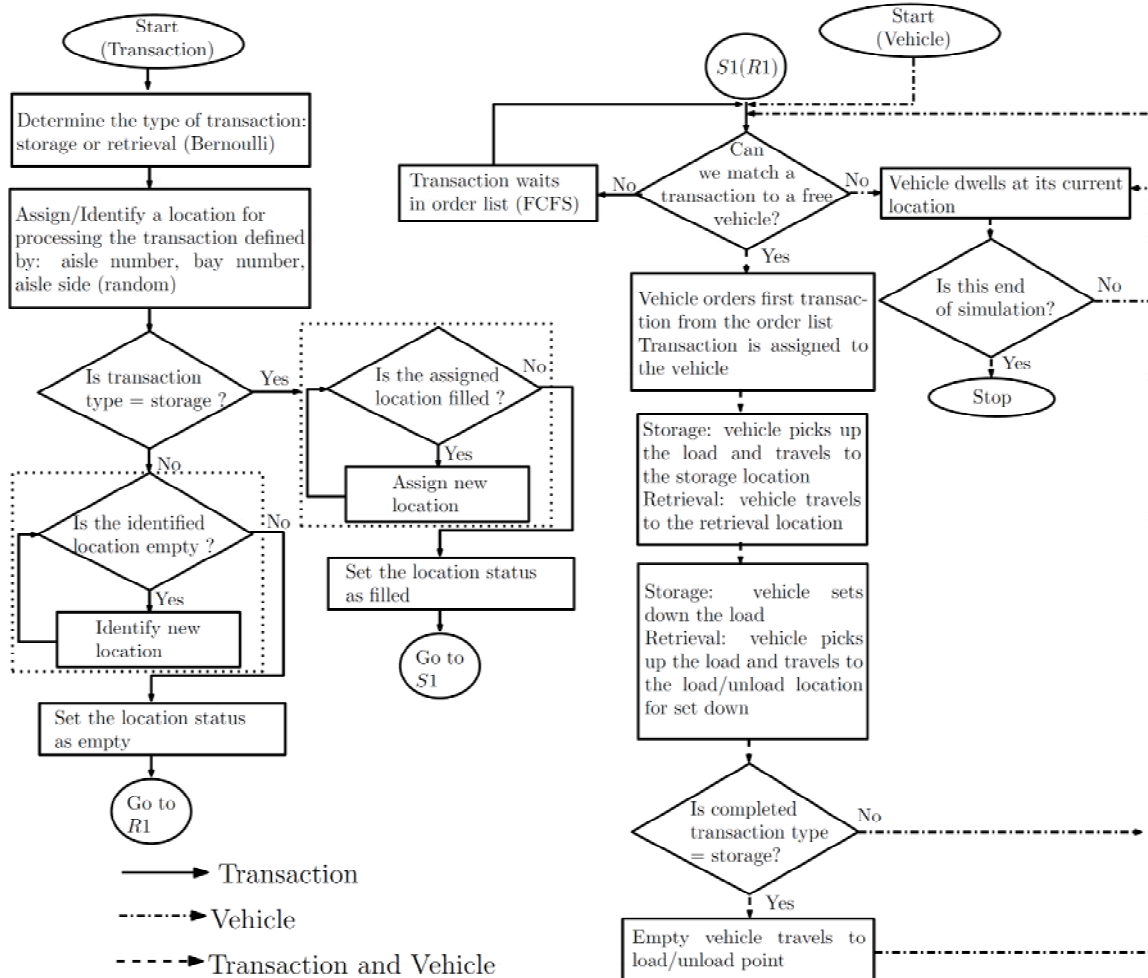 Start
(Transaction)
Determine the type of transaction:
storage or retrieval (Bernoulli)
Assign/Identify a location for
processing the transaction defined
by: aisle number, bay number,
aisle side (random)
Is transaction
type = storage ?
Yes
No
Is the identified
location empty ?
No
Yes
Identify new
location
Set the location status
as empty
Go to
R1
Is the assigned
location filled ?
No
Yes
Assign new
location
Set the location status
as filled
Go to
S1
Start
(Vehicle)
S1(R1)
Can
we match a
transaction to a free
vehicle?
No
Transaction waits
in order list (FCFS)
No
Vehicle dwells at its current
location
Is this end
of simulation?
No
Yes
Stop
Yes
Vehicle orders first transac-
tion from the order list
Transaction is assigned to
the vehicle
Storage: vehicle picks up
the load and travels to
the storage location
Retrieval: vehicle travels
to the retrieval location
Storage: vehicle sets
down the load
Retrieval: vehicle picks
up the load and travels to
the load/unload location
for set down
Is completed
transaction type
= storage?
No
Yes
Empty vehicle travels to
load/unload point
Transaction
Vehicle
Transaction and Vehicle